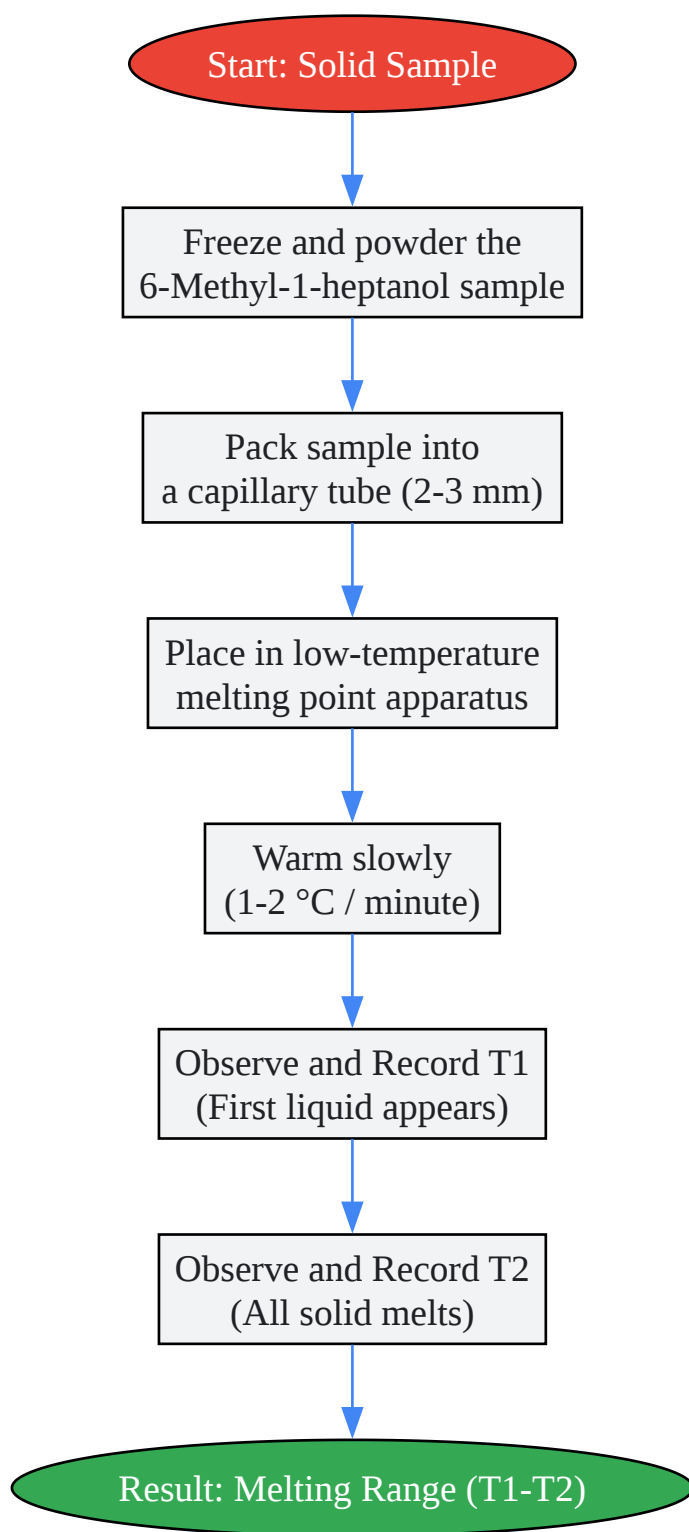 Start: Solid Sample
Freeze and powder the
6-Methyl-1-heptanol sample
Pack sample into
a capillary tube (2-3 mm)
Place in low-temperature
melting point apparatus
Warm slowly
(1-2 °C / minute)
Observe and Record T1
(First liquid appears)
Observe and Record T2
(All solid melts)
Result: Melting Range (T1-T2)